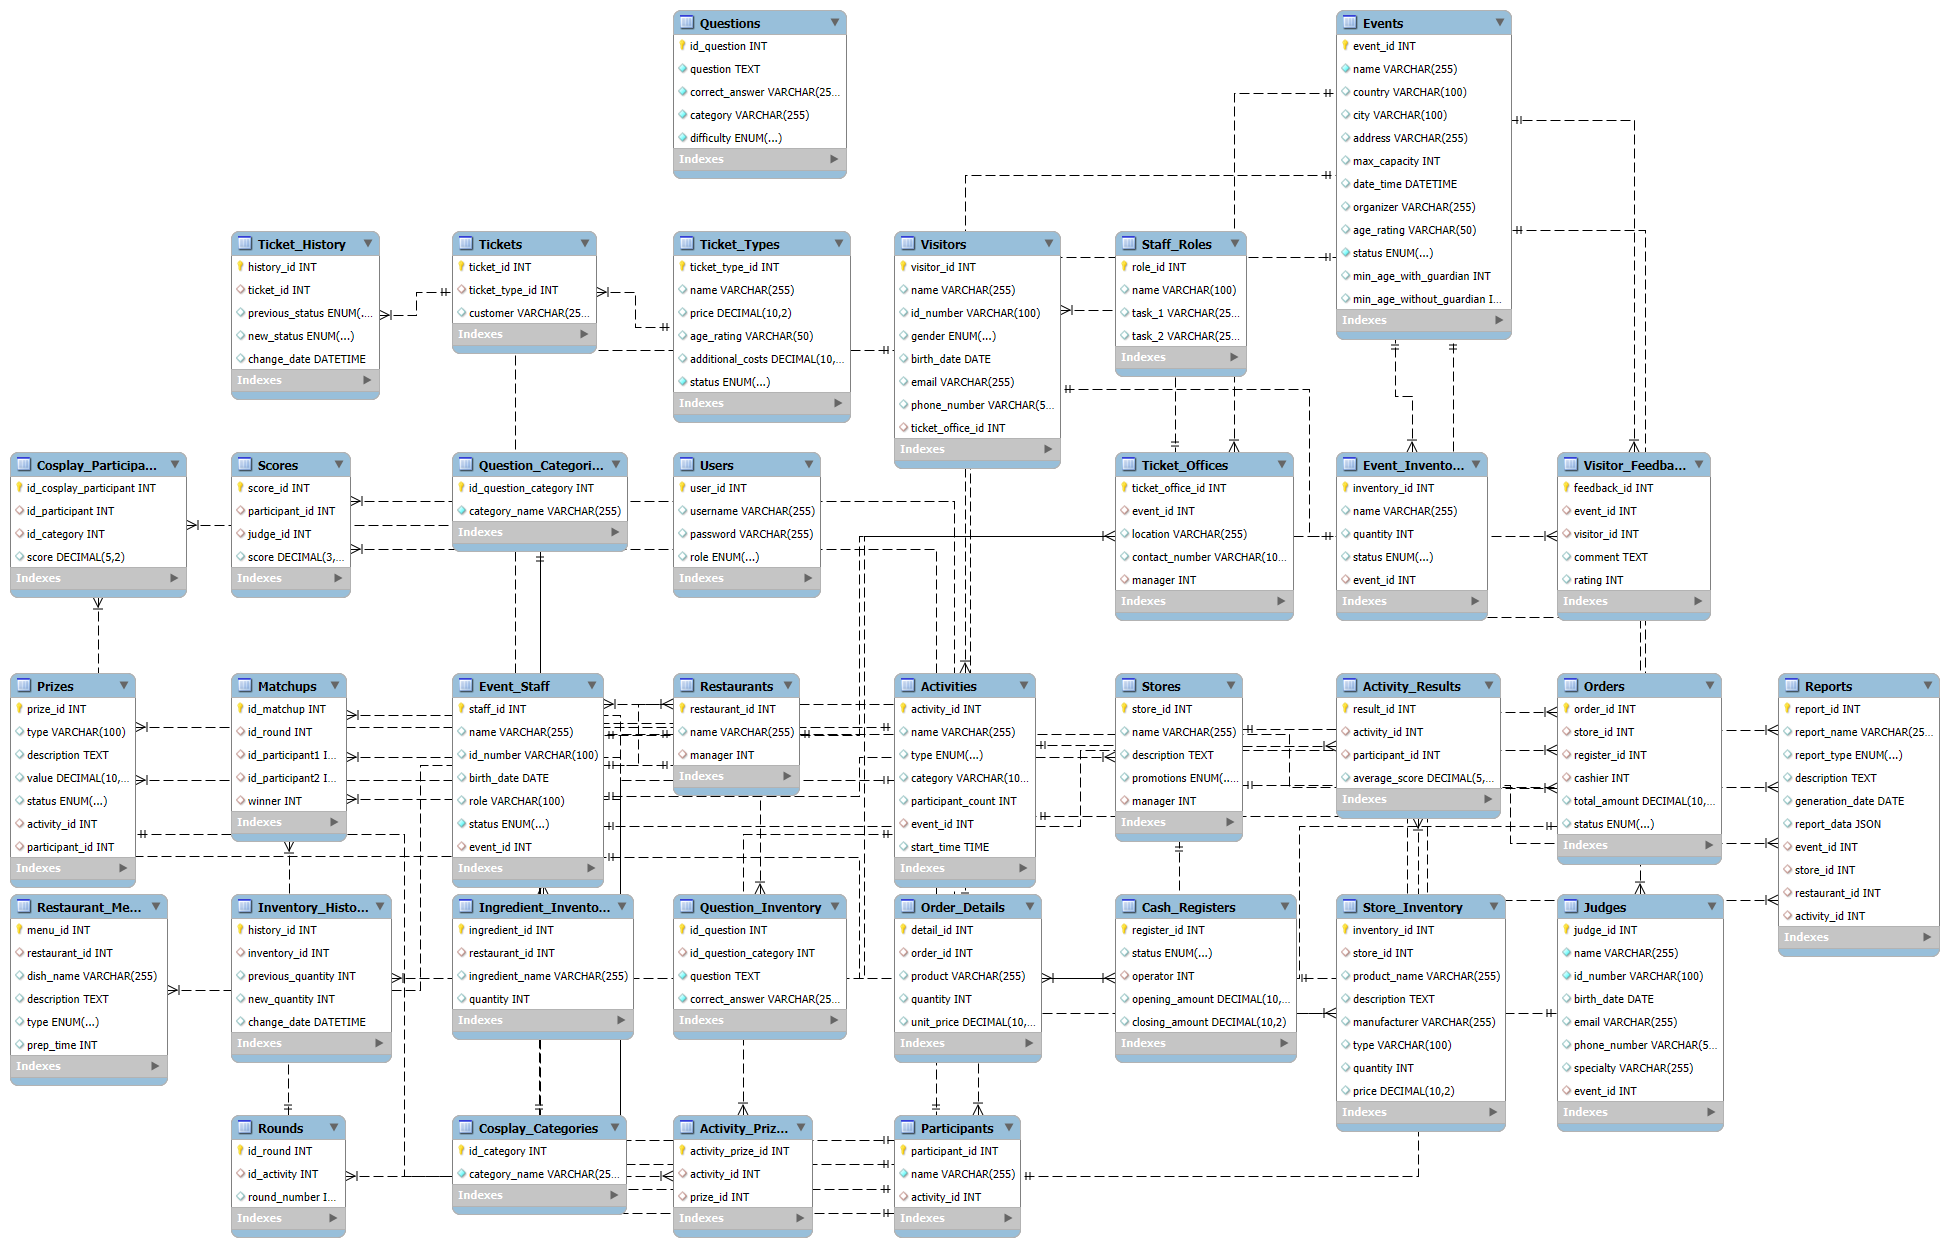 Questions
id_question INT
question TEXT
correct_answer VARCHAR(25...
category VARCHAR(255)
difficulty ENUM(...)
Indexes
Events
event_id INT
name VARCHAR(255)
country VARCHAR(100)
city VARCHAR(100)
address VARCHAR(255)
max_capacity INT
date_time DATETIME
organizer VARCHAR(255)
age_rating VARCHAR(50)
status ENUM(...)
min_age_with_guardian INT
min_age_without_guardian I...
Indexes
Ticket_History
history_id INT
ticket_id INT
previous_status ENUM(...
new_status ENUM(...)
change_date DATETIME
Indexes
Tickets
ticket_id INT
ticket_type_id INT
customer VARCHAR(25...
Indexes
Ticket_Types
ticket_type_id INT
name VARCHAR(255)
price DECIMAL(10,2)
age_rating VARCHAR(50)
additional_costs DECIMAL(10,...
status ENUM(...)
Indexes
Visitors
visitor_id INT
name VARCHAR(255)
id_number VARCHAR(100)
gender ENUM(...)
birth_date DATE
email VARCHAR(255)
phone_number VARCHAR(5...
ticket_office_id INT
Indexes
Staff_Roles
role_id INT
name VARCHAR(100)
task_1 VARCHAR(25...
task_2 VARCHAR(25...
Indexes
Cosplay_Participa...
id_cosplay_participant INT
id_participant INT
id_category INT
score DECIMAL(5,2)
Indexes
Scores
score_id INT
participant_id INT
judge_id INT
score DECIMAL(3,...
Indexes
Question_Categori...
id_question_category INT
category_name VARCHAR(255)
Indexes
Users
user_id INT
username VARCHAR(255)
password VARCHAR(255)
role ENUM(...)
Indexes
Ticket_Offices
ticket_office_id INT
event_id INT
location VARCHAR(255)
contact_number VARCHAR(10...
manager INT
Indexes
Event_Invento...
inventory_id INT
name VARCHAR(255)
quantity INT
status ENUM(...)
event_id INT
Indexes
Visitor_Feedba...
feedback_id INT
event_id INT
visitor_id INT
comment TEXT
rating INT
Indexes
Prizes
prize_id INT
type VARCHAR(100)
description TEXT
value DECIMAL(10,...
status ENUM(...)
activity_id INT
participant_id INT
Indexes
Matchups
id_matchup INT
id_round INT
id_participant1 I...
id_participant2 I...
winner INT
Indexes
Event_Staff
staff_id INT
name VARCHAR(255)
id_number VARCHAR(100)
birth_date DATE
role VARCHAR(100)
status ENUM(...)
event_id INT
Indexes
Restaurants
restaurant_id INT
name VARCHAR(255)
manager INT
Indexes
Activities
activity_id INT
name VARCHAR(255)
type ENUM(...)
category VARCHAR(10...
participant_count INT
event_id INT
start_time TIME
Indexes
Stores
store_id INT
name VARCHAR(255)
description TEXT
promotions ENUM(...
manager INT
Indexes
Activity_Results
result_id INT
activity_id INT
participant_id INT
average_score DECIMAL(5,...
Indexes
Orders
order_id INT
store_id INT
register_id INT
cashier INT
total_amount DECIMAL(10,...
status ENUM(...)
Indexes
Reports
report_id INT
report_name VARCHAR(25...
report_type ENUM(...)
description TEXT
generation_date DATE
report_data JSON
event_id INT
store_id INT
restaurant_id INT
activity_id INT
Indexes
Restaurant_Me...
menu_id INT
restaurant_id INT
dish_name VARCHAR(255)
description TEXT
type ENUM(...)
prep_time INT
Indexes
Inventory_Histo...
history_id INT
inventory_id INT
previous_quantity INT
new_quantity INT
change_date DATETIME
Indexes
Ingredient_Invento...
ingredient_id INT
restaurant_id INT
ingredient_name VARCHAR(255)
quantity INT
Indexes
Question_Inventory
id_question INT
id_question_category INT
question TEXT
correct_answer VARCHAR(25...
Indexes
Order_Details
detail_id INT
order_id INT
product VARCHAR(255)
quantity INT
unit_price DECIMAL(10,...
Indexes
Cash_Registers
register_id INT
status ENUM(...)
operator INT
opening_amount DECIMAL(10,...
closing_amount DECIMAL(10,2)
Indexes
Store_Inventory
inventory_id INT
store_id INT
product_name VARCHAR(255)
description TEXT
manufacturer VARCHAR(255)
type VARCHAR(100)
quantity INT
price DECIMAL(10,2)
Indexes
Judges
judge_id INT
name VARCHAR(255)
id_number VARCHAR(100)
birth_date DATE
email VARCHAR(255)
phone_number VARCHAR(5...
specialty VARCHAR(255)
event_id INT
Indexes
Rounds
id_round INT
id_activity INT
round_number I...
Indexes
Cosplay_Categories
id_category INT
category_name VARCHAR(25...
Indexes
Activity_Priz...
activity_prize_id INT
activity_id INT
prize_id INT
Indexes
Participants
participant_id INT
name VARCHAR(255)
activity_id INT
Indexes